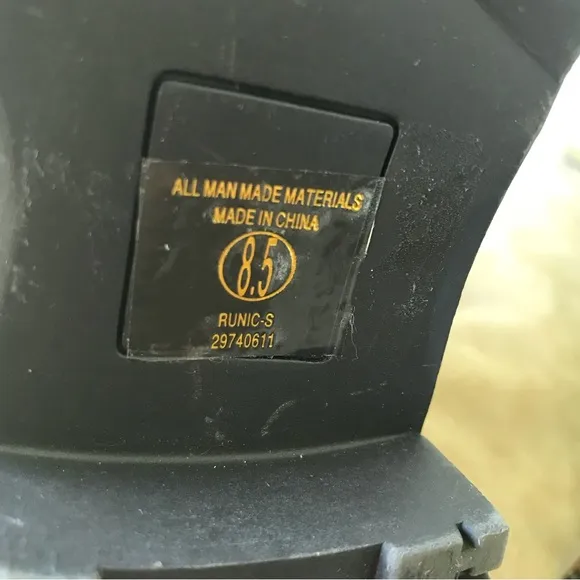 ALL MAN MADE MATERIALS
MADE IN CHINA
8.5
RUNIC-S
29740611